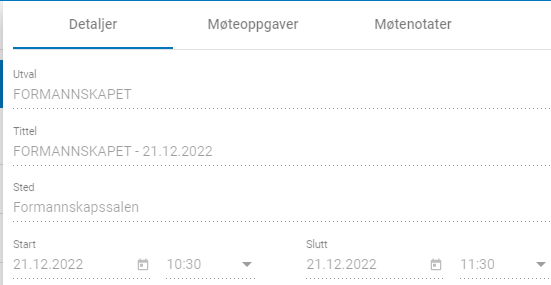 Detaljer Møteoppgaver Møtenotater
Utval
FORMANNSKAPET
Tittel
FORMANNSKAPET - 21.12.2022
Sted
Formannskapssalen
Start Slutt
21.12.2022 10:30 21.12.2022 11:30